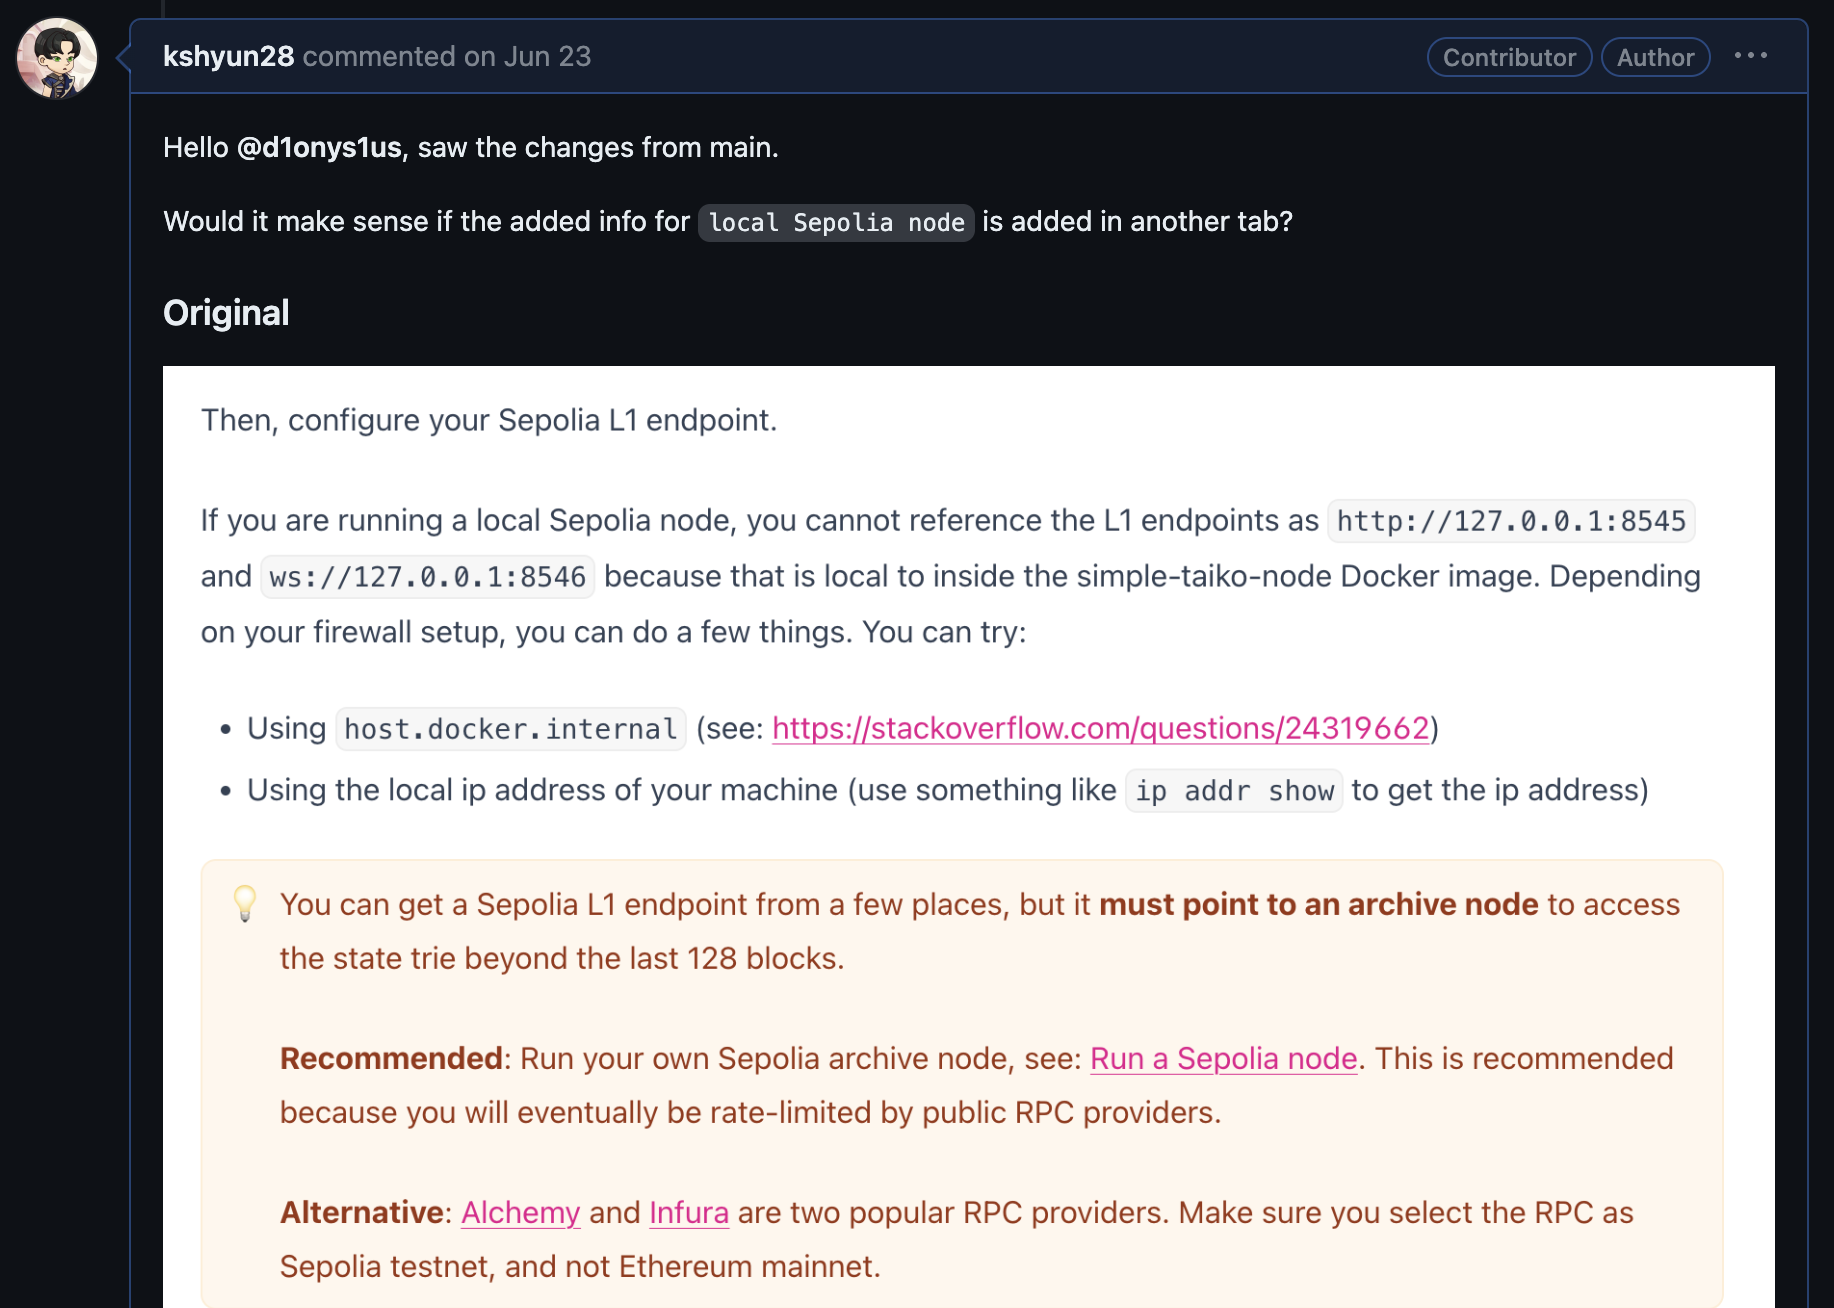 kshyun28 commented on Jun 23
Contributor
Author
Hello @d1onys1us, saw the changes from main.
Would it make sense if the added info for local Sepolia node is added in another tab?
Original
Then, configure your Sepolia L1 endpoint.
If you are running a local Sepolia node, you cannot reference the L1 endpoints as http://127.0.0.1:8545
and ws://127.0.0.1:8546 because that is local to inside the simple-taiko-node Docker image. Depending
on your firewall setup, you can do a few things. You can try:
• Using host.docker.internal (see: https://stackoverflow.com/questions/24319662)
• Using the local ip address of your machine (use something like ip addr show to get the ip address)
You can get a Sepolia L1 endpoint from a few places, but it must point to an archive node to access
the state trie beyond the last 128 blocks.
Recommended: Run your own Sepolia archive node, see: Run a Sepolia node. This is recommended
because you will eventually be rate-limited by public RPC providers.
Alternative: Alchemy and Infura are two popular RPC providers. Make sure you select the RPC as
Sepolia testnet, and not Ethereum mainnet.